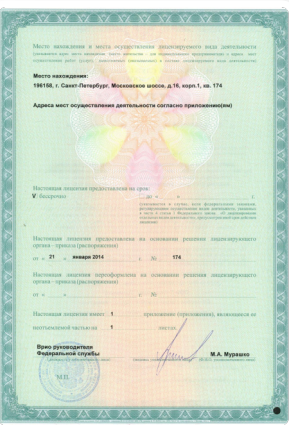 Место нахождения и места осуществления лицензируемого вида деятельности
Место нахождения:
196158, г. Санкт-Петербург, Московское шоссе, д.16, корп.1, кв. 174
Адреса мест осуществления деятельности согласно приложению(ям)
Настоящая лицензия предоставлена на срок:
V бессрочно до « »
Настоящая лицензия предоставлена на основании решения лицензирующего
органа - приказа (распоряжения)
от « 21 » января 2014 г. № 174
Настоящая лицензия переоформлена на основании решения лицензирующего
органа - приказа (распоряжения)
от « » г. №
Настоящая лицензия имеет 1 приложение (приложения), являющееся ее
неотъемлемой частью на 1 листах.
Врио руководителя
Федеральной службы М.А. Мурашко
М.П.